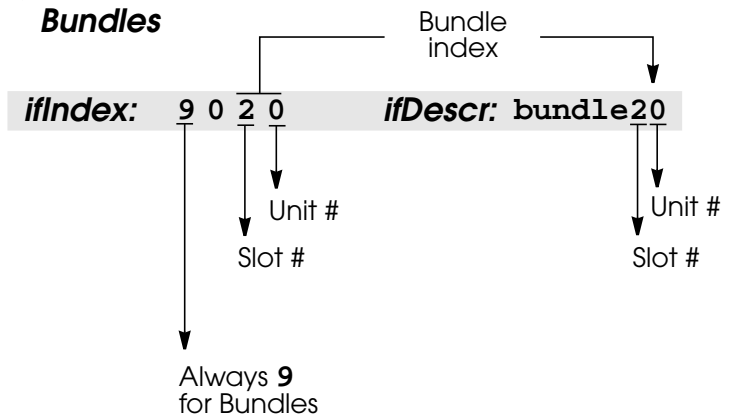 Bundles
Bundle
index
ifIndex: 9 0 2 0 ifDescr: bundle20
Unit # Unit #
Slot # Slot #
Always 9
for Bundles